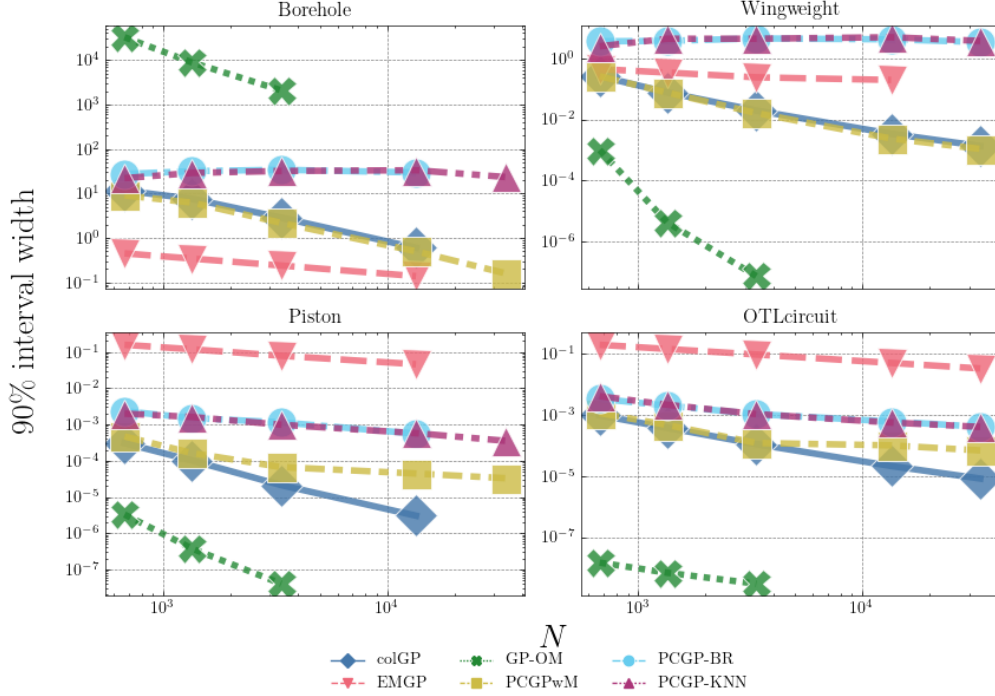 Borehole
Wingweight
10^4
10^3
10^2
10^1
10^0
10^-1
10^0
10^-2
10^-4
10^-6
90% interval width
Piston
OTLcircuit
10^-1
10^-2
10^-3
10^-4
10^-5
10^-6
10^-7
10^-1
10^-3
10^-5
10^-7
10^3
10^4
10^3
10^4
N
colGP
GP-OM
PCGP-BR
EMGP
PCGPwM
PCGP-KNN